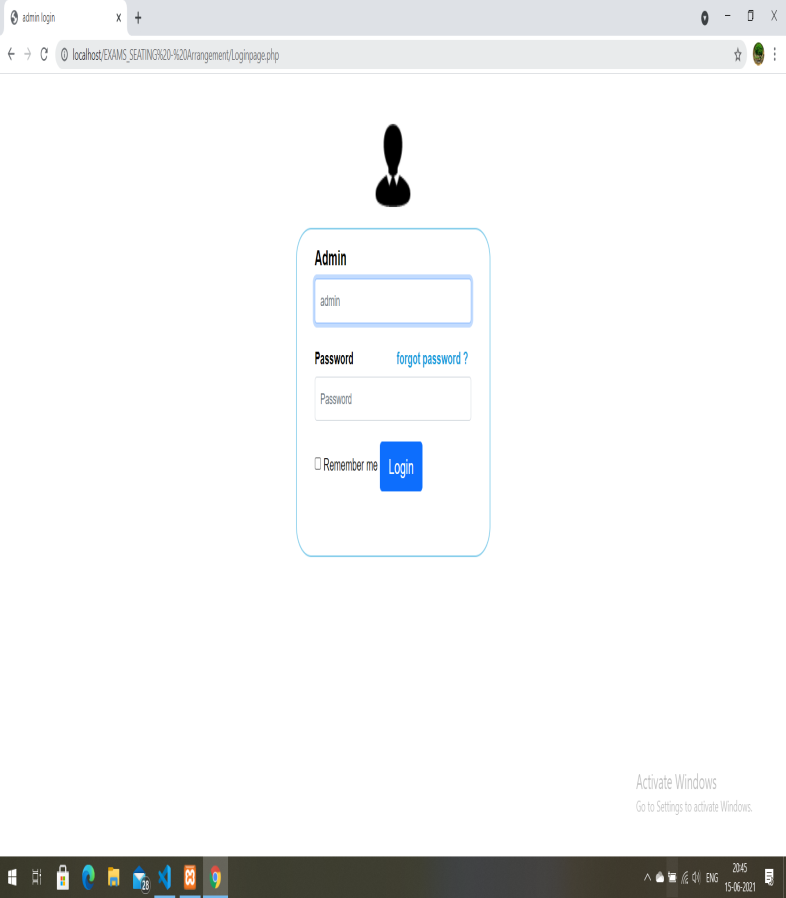 admin login
localhost/EXAMS_SEATING%20-%20Arrangement/Loginpage.php
Admin
admin
Password forgot password ?
Password
Remember me Login
Activate Windows
Go to Settings to activate Windows.
28
ENG
20:45
15-06-2021